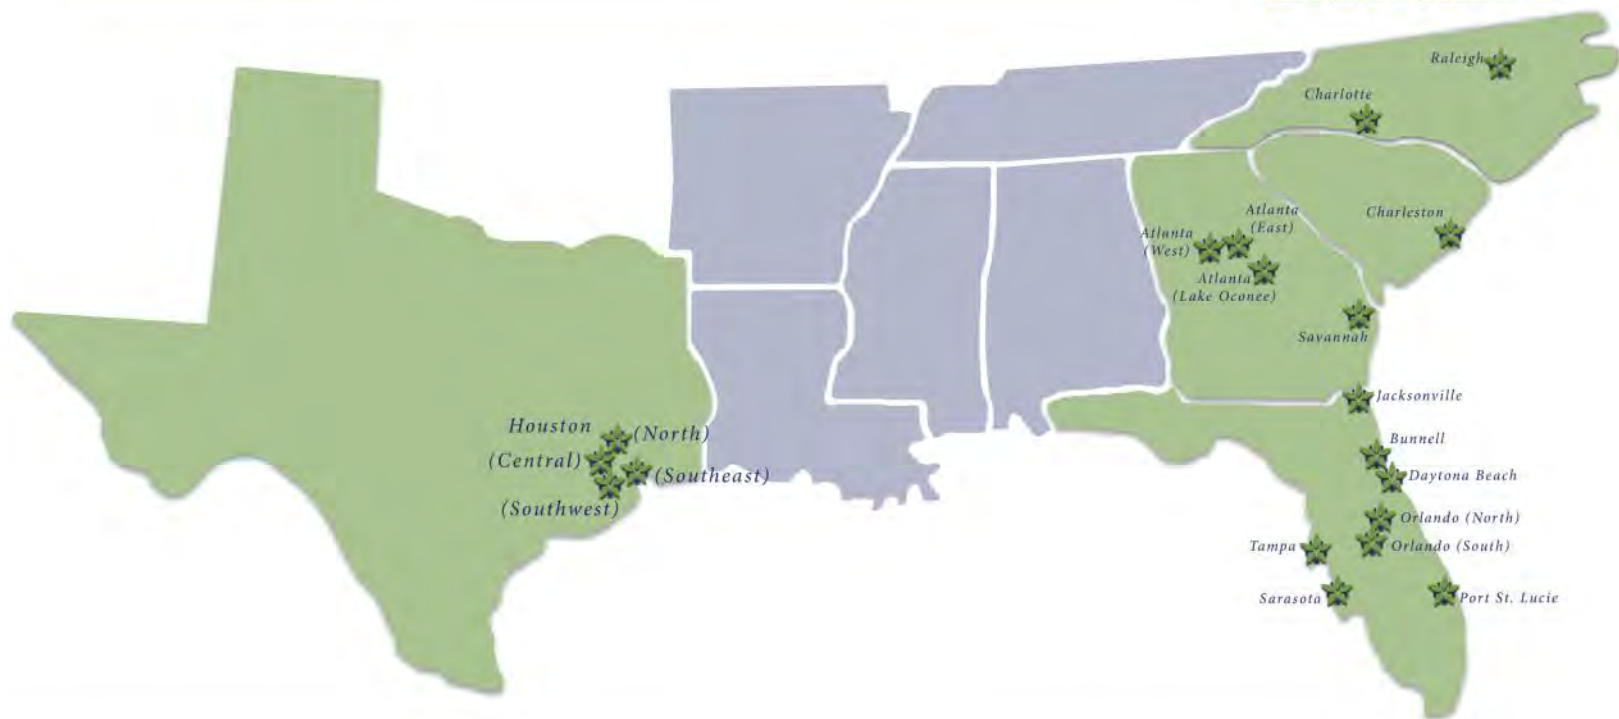 Raleigh
Charlotte
Atlanta
(East)
Charleston
Atlanta
(West)
Atlanta
(Lake Oconee)
Savannah
Jacksonville
Houston
(North)
Bunnell
(Central)
(Southeast)
Daytona Beach
(Southwest)
Orlando (North)
Tampa
Orlando (South)
Sarasota
Port St. Lucie